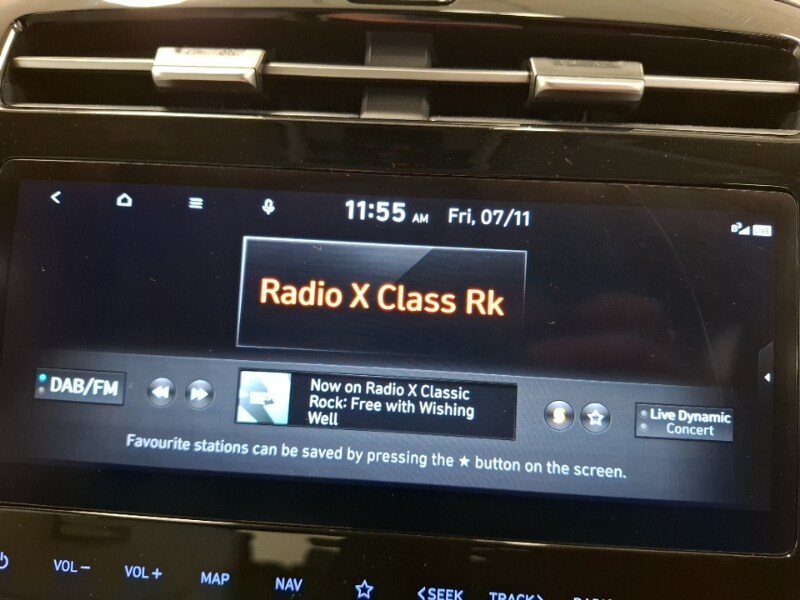 11:55 AM Fri, 07/11
Radio X Class Rk
DAB/FM
Now on Radio X Classic
Rock: Free with Wishing
Well
Live Dynamic
Concert
Favourite stations can be saved by pressing the ★ button on the screen.
VOL− VOL+ MAP NAV ☆ <SEEK TRACK>